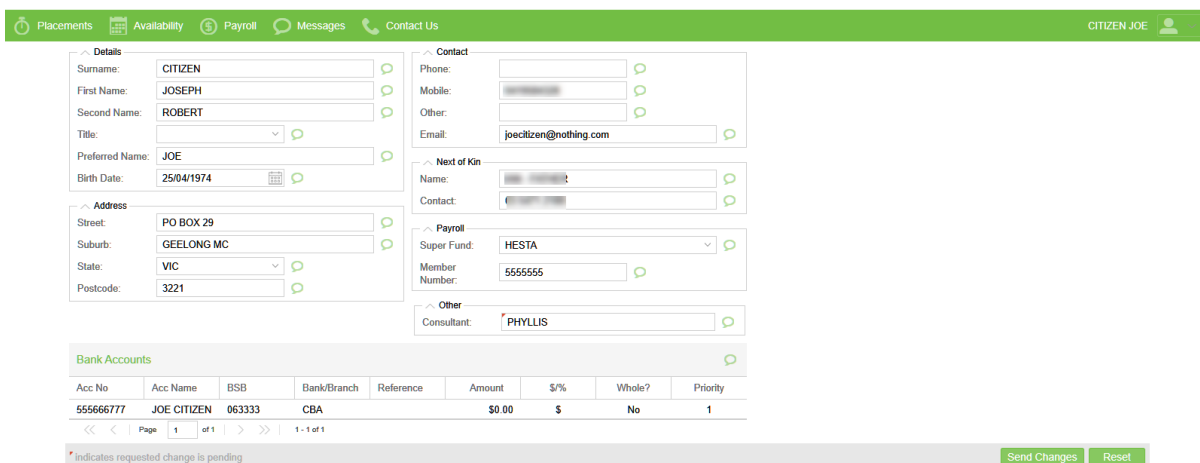 Placements Availability Payroll Messages Contact Us CITIZEN JOE
Details
Surname: CITIZEN
First Name: JOSEPH
Second Name: ROBERT
Title:
Preferred Name: JOE
Birth Date: 25/04/1974
Address
Street: PO BOX 29
Suburb: GEELONG MC
State: VIC
Postcode: 3221
Contact
Phone:
Mobile:
Other:
Email: joecitizen@nothing.com
Next of Kin
Name:
Contact:
Payroll
Super Fund: HESTA
Member
Number: 5555555
Other
Consultant: PHYLLIS
Bank Accounts
Acc No Acc Name BSB Bank/Branch Reference Amount $/% Whole? Priority
555666777 JOE CITIZEN 063333 CBA $0.00 $ No 1
Page 1 of 1 1 - 1 of 1
indicates requested change is pending Send Changes Reset